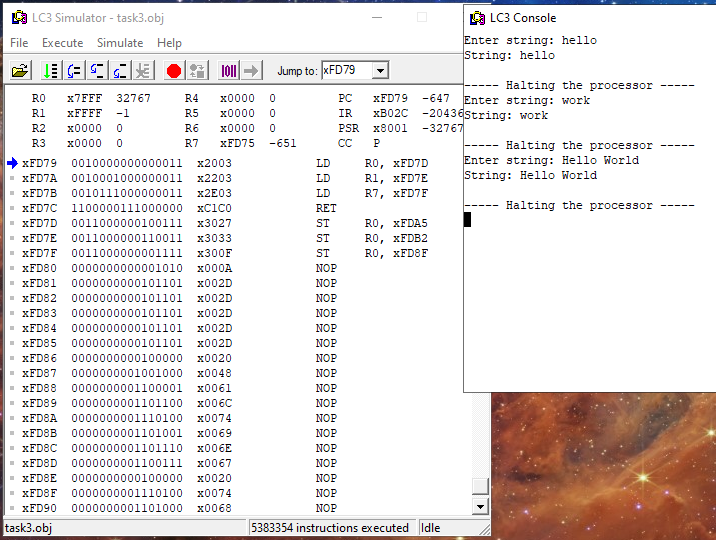 LC3 Simulator - task3.obj
File Execute Simulate Help
Jump to: xFD79
R0 x7FFF 32767 R4 x0000 0 PC xFD79 -647
R1 xFFFF -1 R5 x0000 0 IR xB02C -20436
R2 x0000 0 R6 x0000 0 PSR x8001 -32767
R3 x0000 0 R7 xFD75 -651 CC P
xFD79 0010000000000011 x2003 LD R0, xFD7D
xFD7A 0010001000000011 x2203 LD R1, xFD7E
xFD7B 0010111000000011 x2E03 LD R7, xFD7F
xFD7C 1100000111000000 xC1C0 RET
xFD7D 0011000000100111 x3027 ST R0, xFDA5
xFD7E 0011000000110011 x3033 ST R0, xFDB2
xFD7F 0011000000001111 x300F ST R0, xFD8F
xFD80 0000000000001010 x000A NOP
xFD81 0000000000101101 x002D NOP
xFD82 0000000000101101 x002D NOP
xFD83 0000000000101101 x002D NOP
xFD84 0000000000101101 x002D NOP
xFD85 0000000000101101 x002D NOP
xFD86 0000000000100000 x0020 NOP
xFD87 0000000001001000 x0048 NOP
xFD88 0000000001100001 x0061 NOP
xFD89 0000000001101100 x006C NOP
xFD8A 0000000001110100 x0074 NOP
xFD8B 0000000001101001 x0069 NOP
xFD8C 0000000001101110 x006E NOP
xFD8D 0000000001100111 x0067 NOP
xFD8E 0000000000100000 x0020 NOP
xFD8F 0000000001110100 x0074 NOP
xFD90 0000000001101000 x0068 NOP
task3.obj 5383354 instructions executed Idle
LC3 Console
Enter string: hello
String: hello
----- Halting the processor -----
Enter string: work
String: work
----- Halting the processor -----
Enter string: Hello World
String: Hello World
----- Halting the processor -----